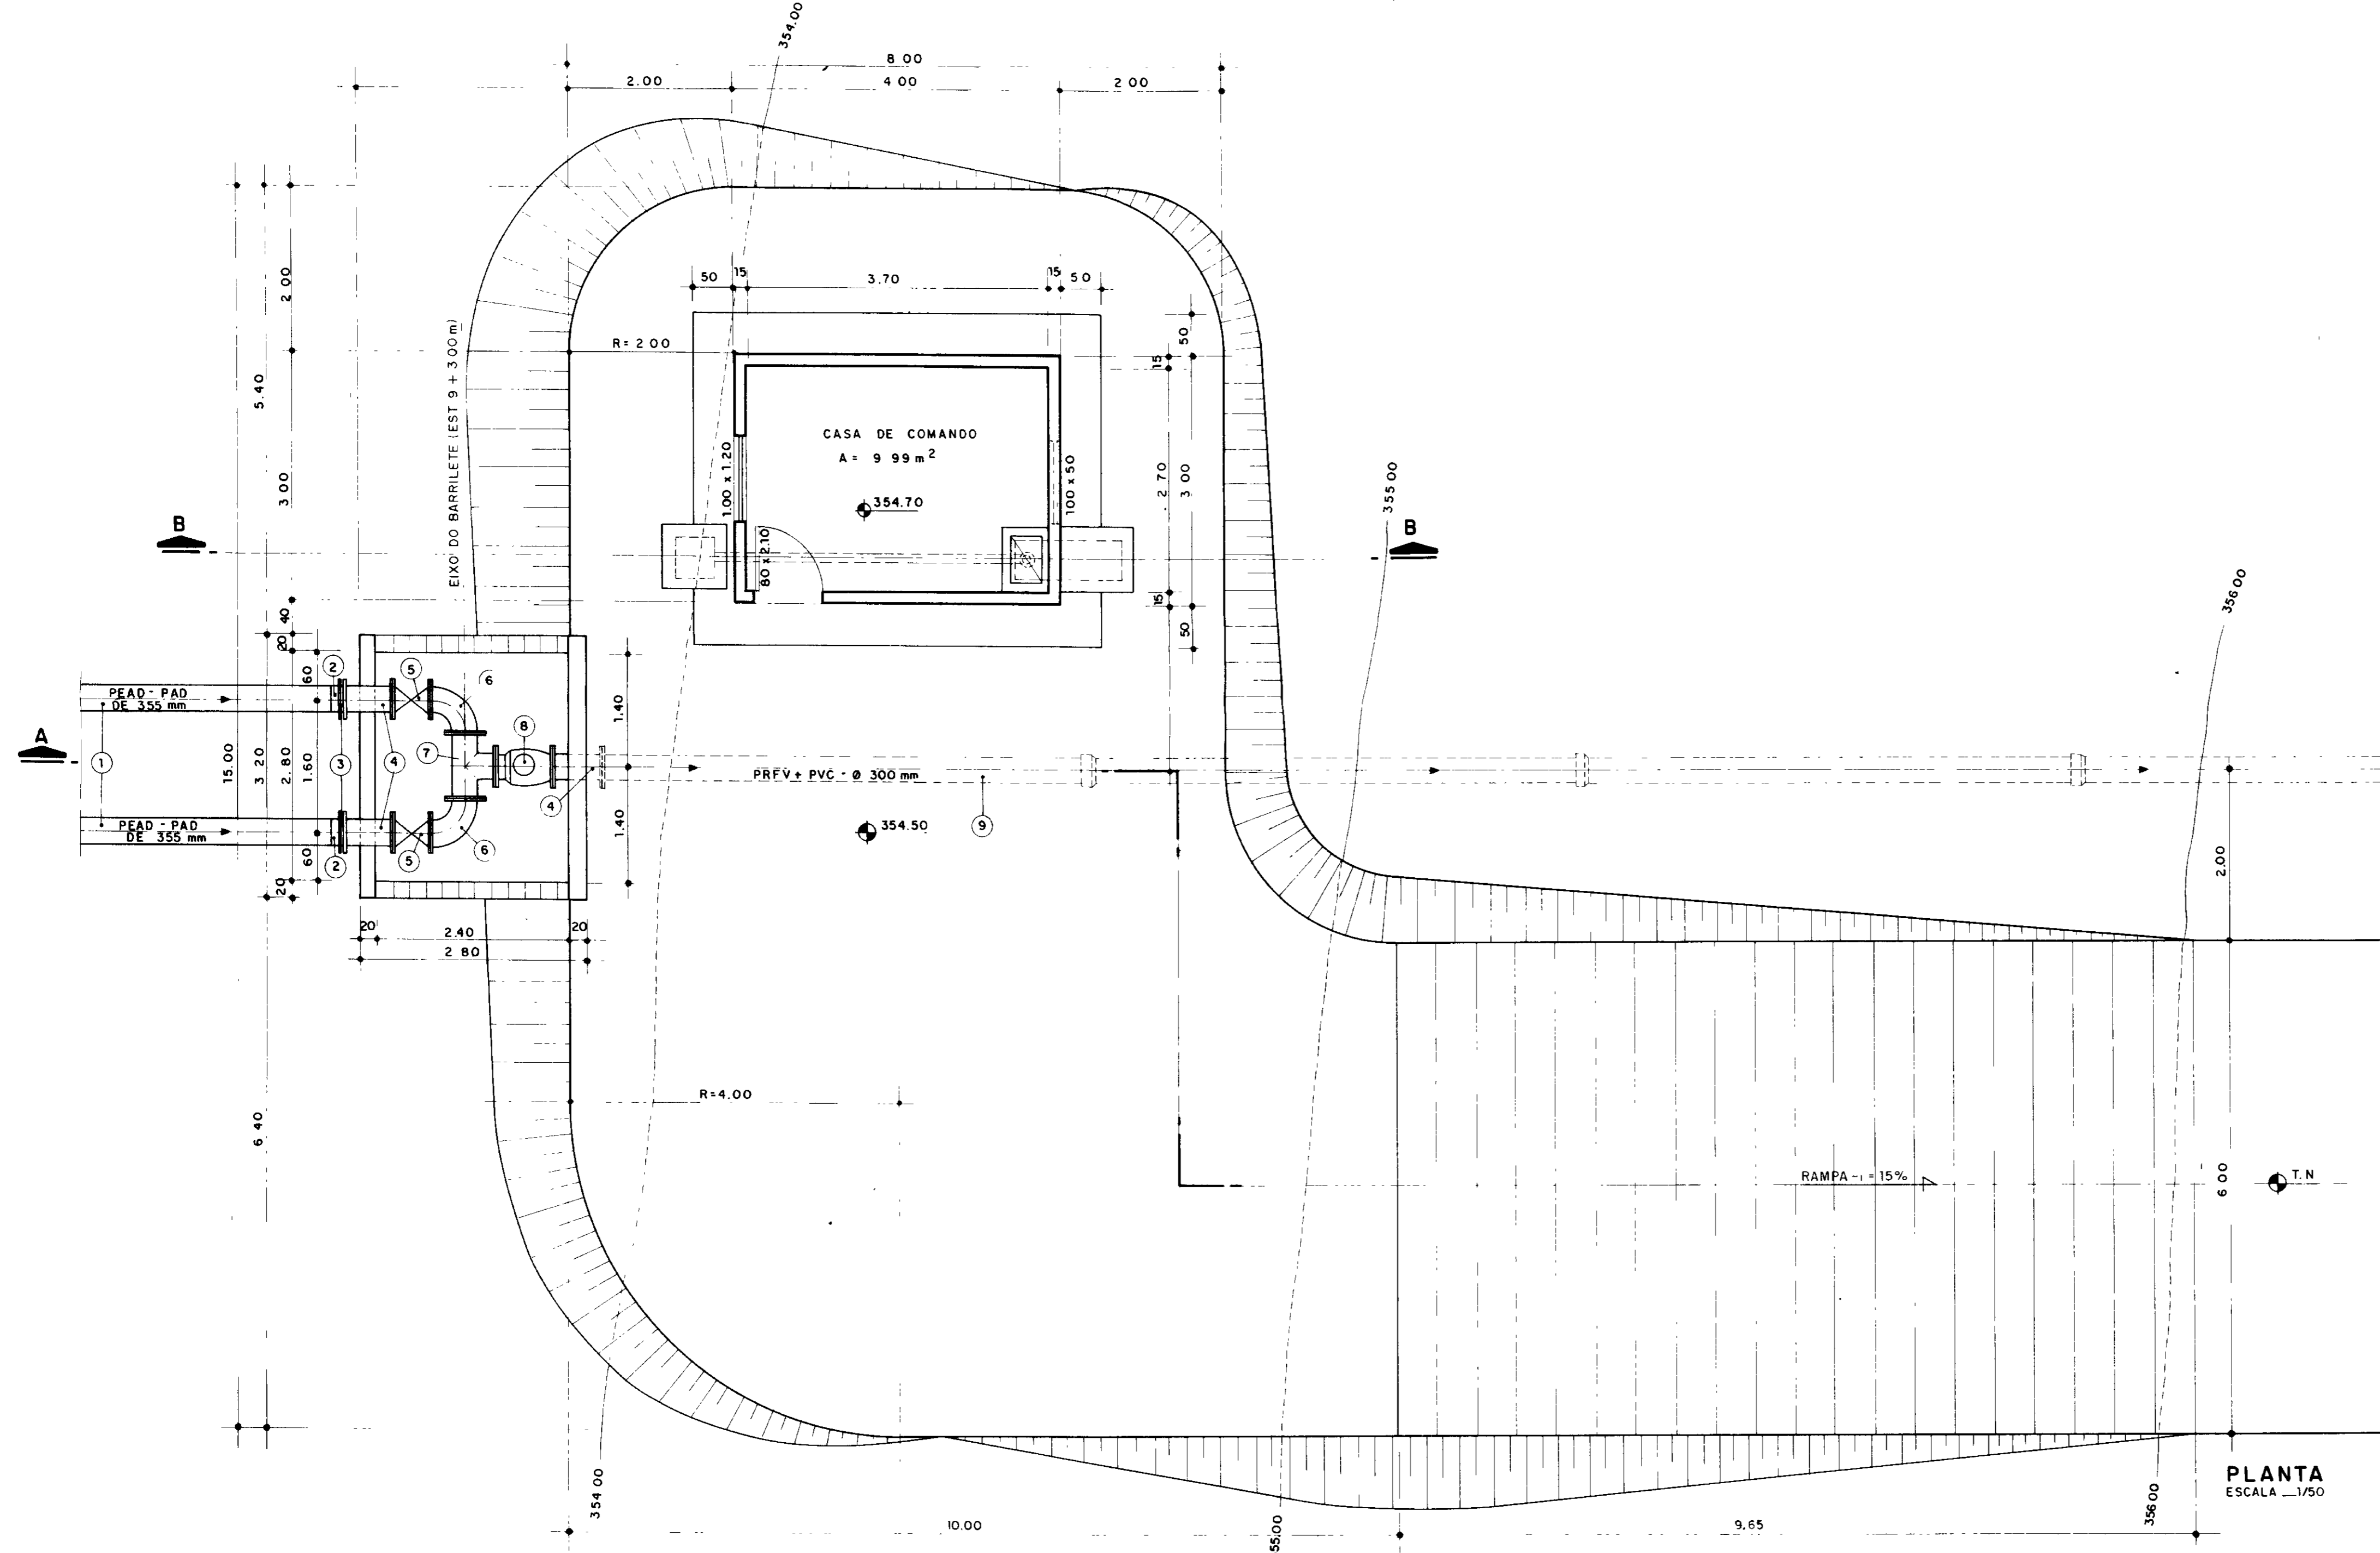 354.00
8 00
2.00
4 00
2 00
2 00
5.40
3 00
40
20
60
15.00
3 20
2.80
1.60
60
20
6 40
EIXO DO BARRILETE (EST 9 + 3 00 m)
50
15
3.70
15
50
R= 2 00
50
15
2 70
3 00
15
50
CASA DE COMANDO
A= 9 99 m²
354.70
1.00 x 1.20
80 x 2.10
100 x 50
B
B
355 00
356 00
A
PEAD - PAD
DE 355 mm
PEAD - PAD
DE 355 mm
1
2
3
4
5
6
7
8
4
5
6
2
9
1.40
1.40
PRFV + PVC - Ø 300 mm
354.50
20
2.40
20
2 80
R=4.00
2.00
RAMPA - i = 15%
6 00
T. N
354 00
10.00
55.00
9,65
356 00
PLANTA
ESCALA 1/50